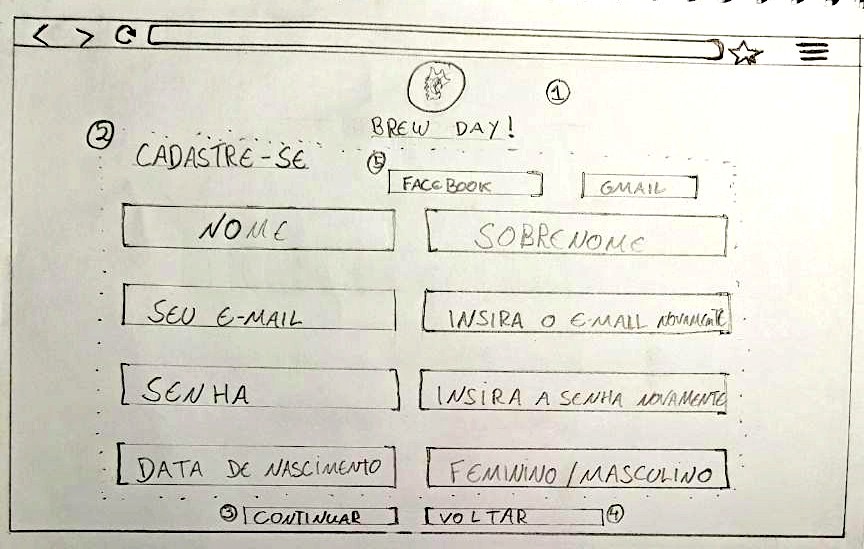 1
BREW DAY!
2
CADASTRE-SE
5
FACEBOOK GMAIL
NOME SOBRENOME
SEU E-MAIL INSIRA O E-MAIL NOVAMENTE
SENHA INSIRA A SENHA NOVAMENTE
DATA DE NASCIMENTO FEMININO/MASCULINO
3 CONTINUAR VOLTAR 4